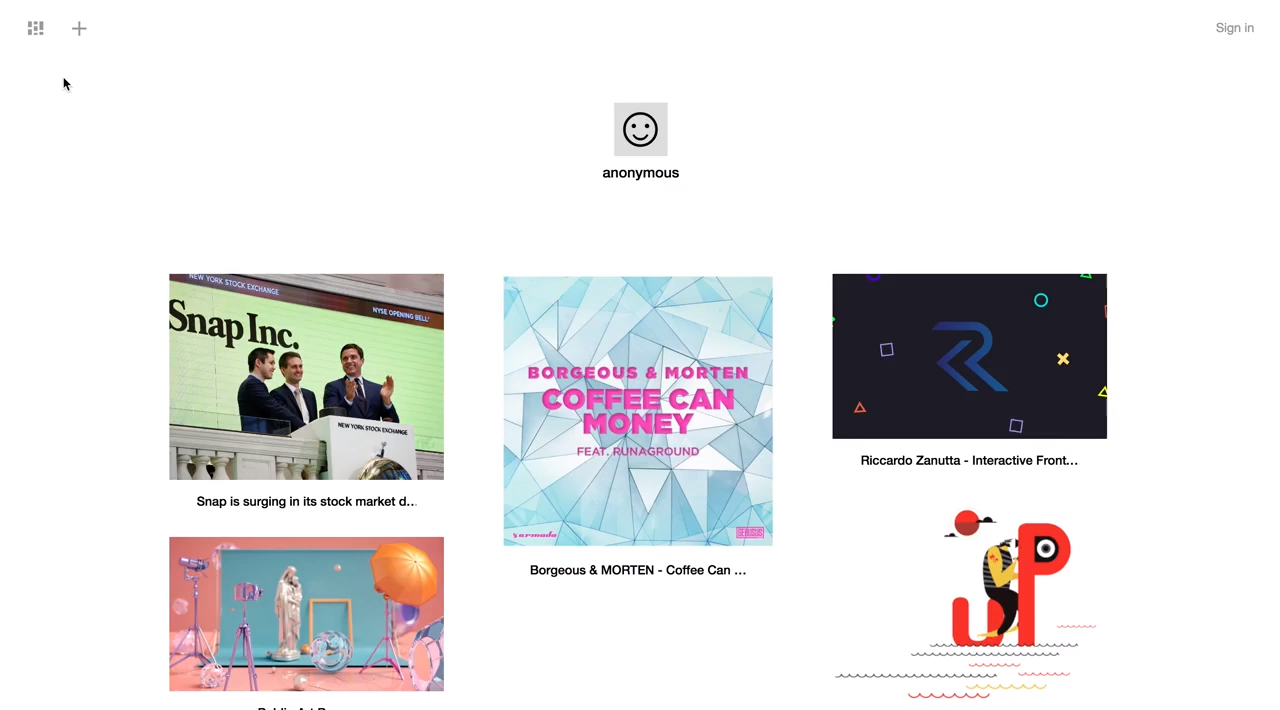 Sign in
anonymous
NEW YORK STOCK EXCHANGE
NYSE OPENING BELL
Snap Inc.
NEW YORK STOCK EXCHANGE
Snap is surging in its stock market d...
BORGEOUS & MORTEN
COFFEE CAN
MONEY
FEAT. RUNAGROUND
armada
Borgeous & MORTEN - Coffee Can ...
Riccardo Zanutta - Interactive Front...
uP